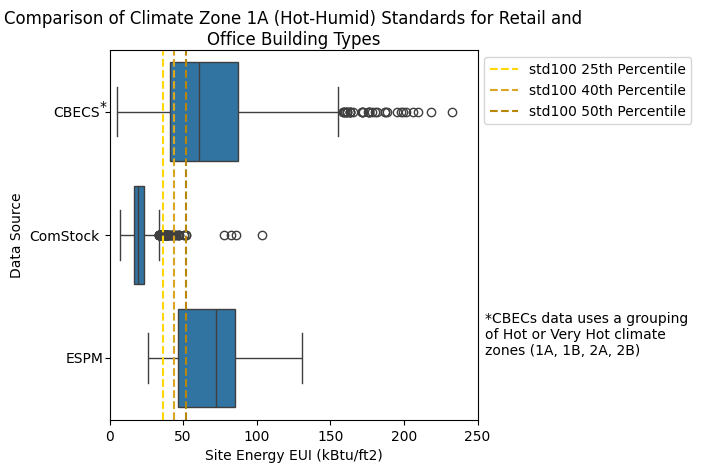 Comparison of Climate Zone 1A (Hot-Humid) Standards for Retail and
Office Building Types
std100 25th Percentile
std100 40th Percentile
std100 50th Percentile
Data Source
CBECS*
ComStock
ESPM
*CBECs data uses a grouping
of Hot or Very Hot climate
zones (1A, 1B, 2A, 2B)
0 50 100 150 200 250
Site Energy EUI (kBtu/ft2)